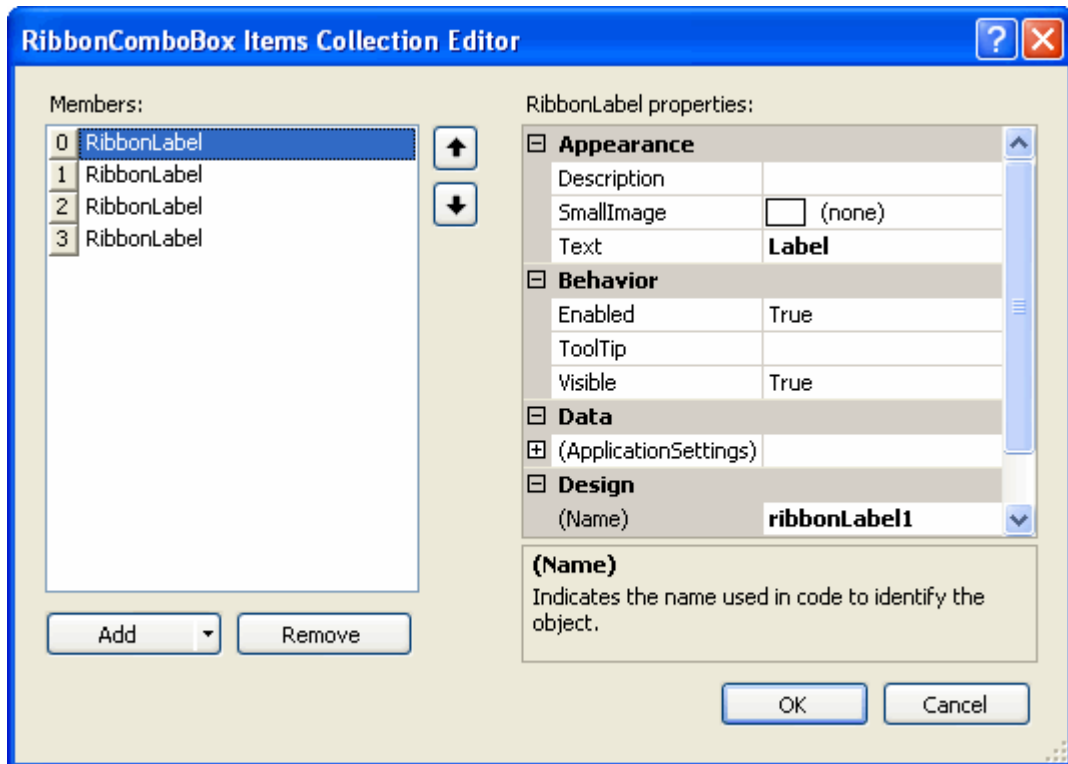 RibbonComboBox Items Collection Editor
Members:
0 RibbonLabel
1 RibbonLabel
2 RibbonLabel
3 RibbonLabel
Add
Remove
RibbonLabel properties:
Appearance
Description
SmallImage (none)
Text Label
Behavior
Enabled True
ToolTip
Visible True
Data
(ApplicationSettings)
Design
(Name) ribbonLabel1
(Name)
Indicates the name used in code to identify the
object.
OK
Cancel